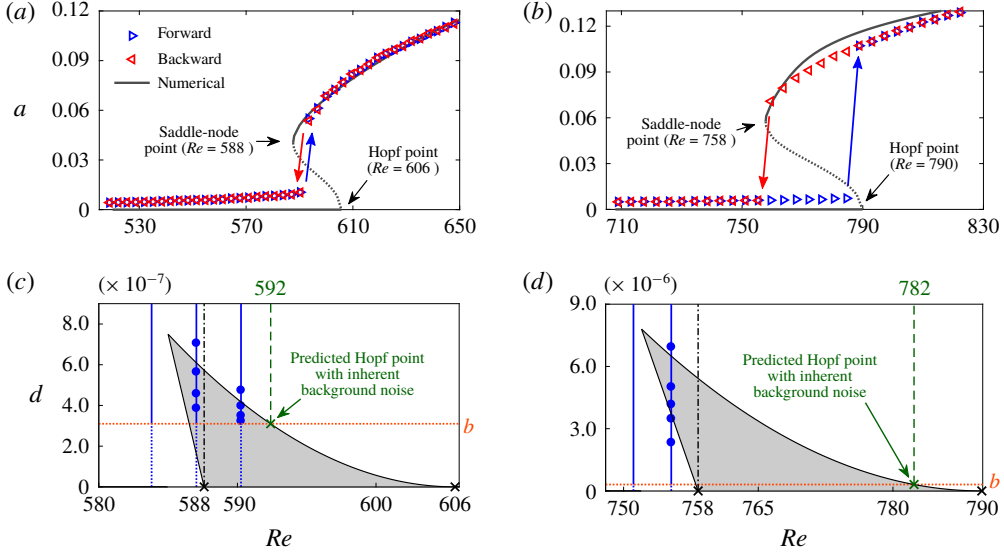 (a)
0.12
0.09
0.06
0.03
0
a
Forward
Backward
Numerical
Saddle-node
point (Re = 588 )
Hopf point
(Re = 606 )
530
570
610
650
(b)
0.12
0.08
0.04
0
Saddle-node
point (Re = 758 )
Hopf point
(Re = 790)
710
750
790
830
(c)
(× 10−7)
592
8.0
6.0
4.0
2.0
0
d
Predicted Hopf point
with inherent
background noise
b
580
588
590
600
606
Re
(d)
(× 10−6)
782
9.0
6.0
3.0
0
Predicted Hopf point
with inherent
background noise
b
750
758
765
780
790
Re